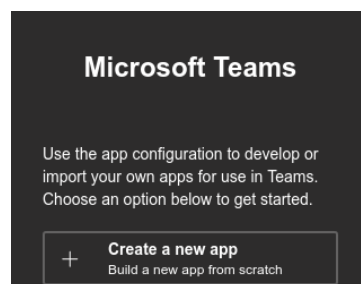 Microsoft Teams
Use the app configuration to develop or
import your own apps for use in Teams.
Choose an option below to get started.
Create a new app
Build a new app from scratch